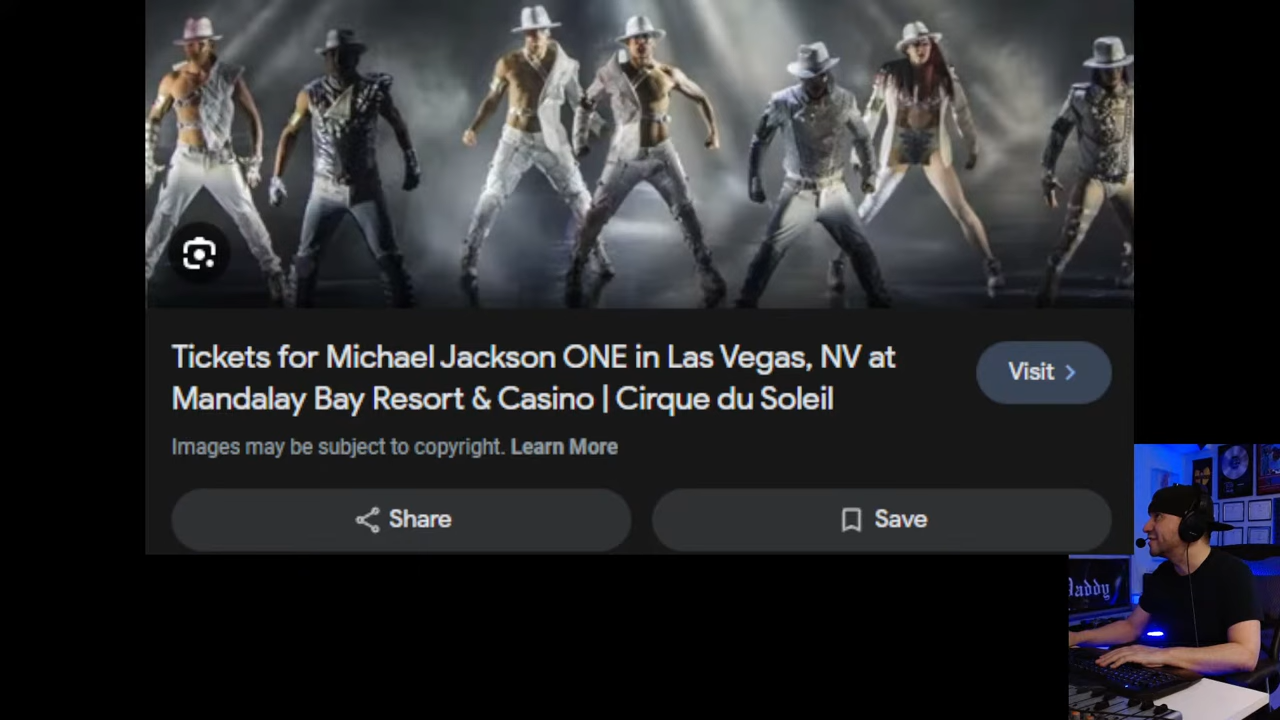 Tickets for Michael Jackson ONE in Las Vegas, NV at
Mandalay Bay Resort & Casino | Cirque du Soleil
Visit
Images may be subject to copyright. Learn More
Share
Save
Daddy